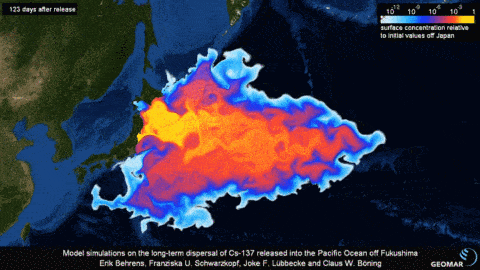 123 days after release
10⁻¹² 10⁻⁹ 10⁻⁶ 10⁻³ 1
surface concentration relative
to initial values off Japan
Model simulations on the long-term dispersal of Cs-137 released into the Pacific Ocean off Fukushima
Erik Behrens, Franziska U. Schwarzkopf, Joke F. Lübbecke and Claus W. Böning
GEOMAR